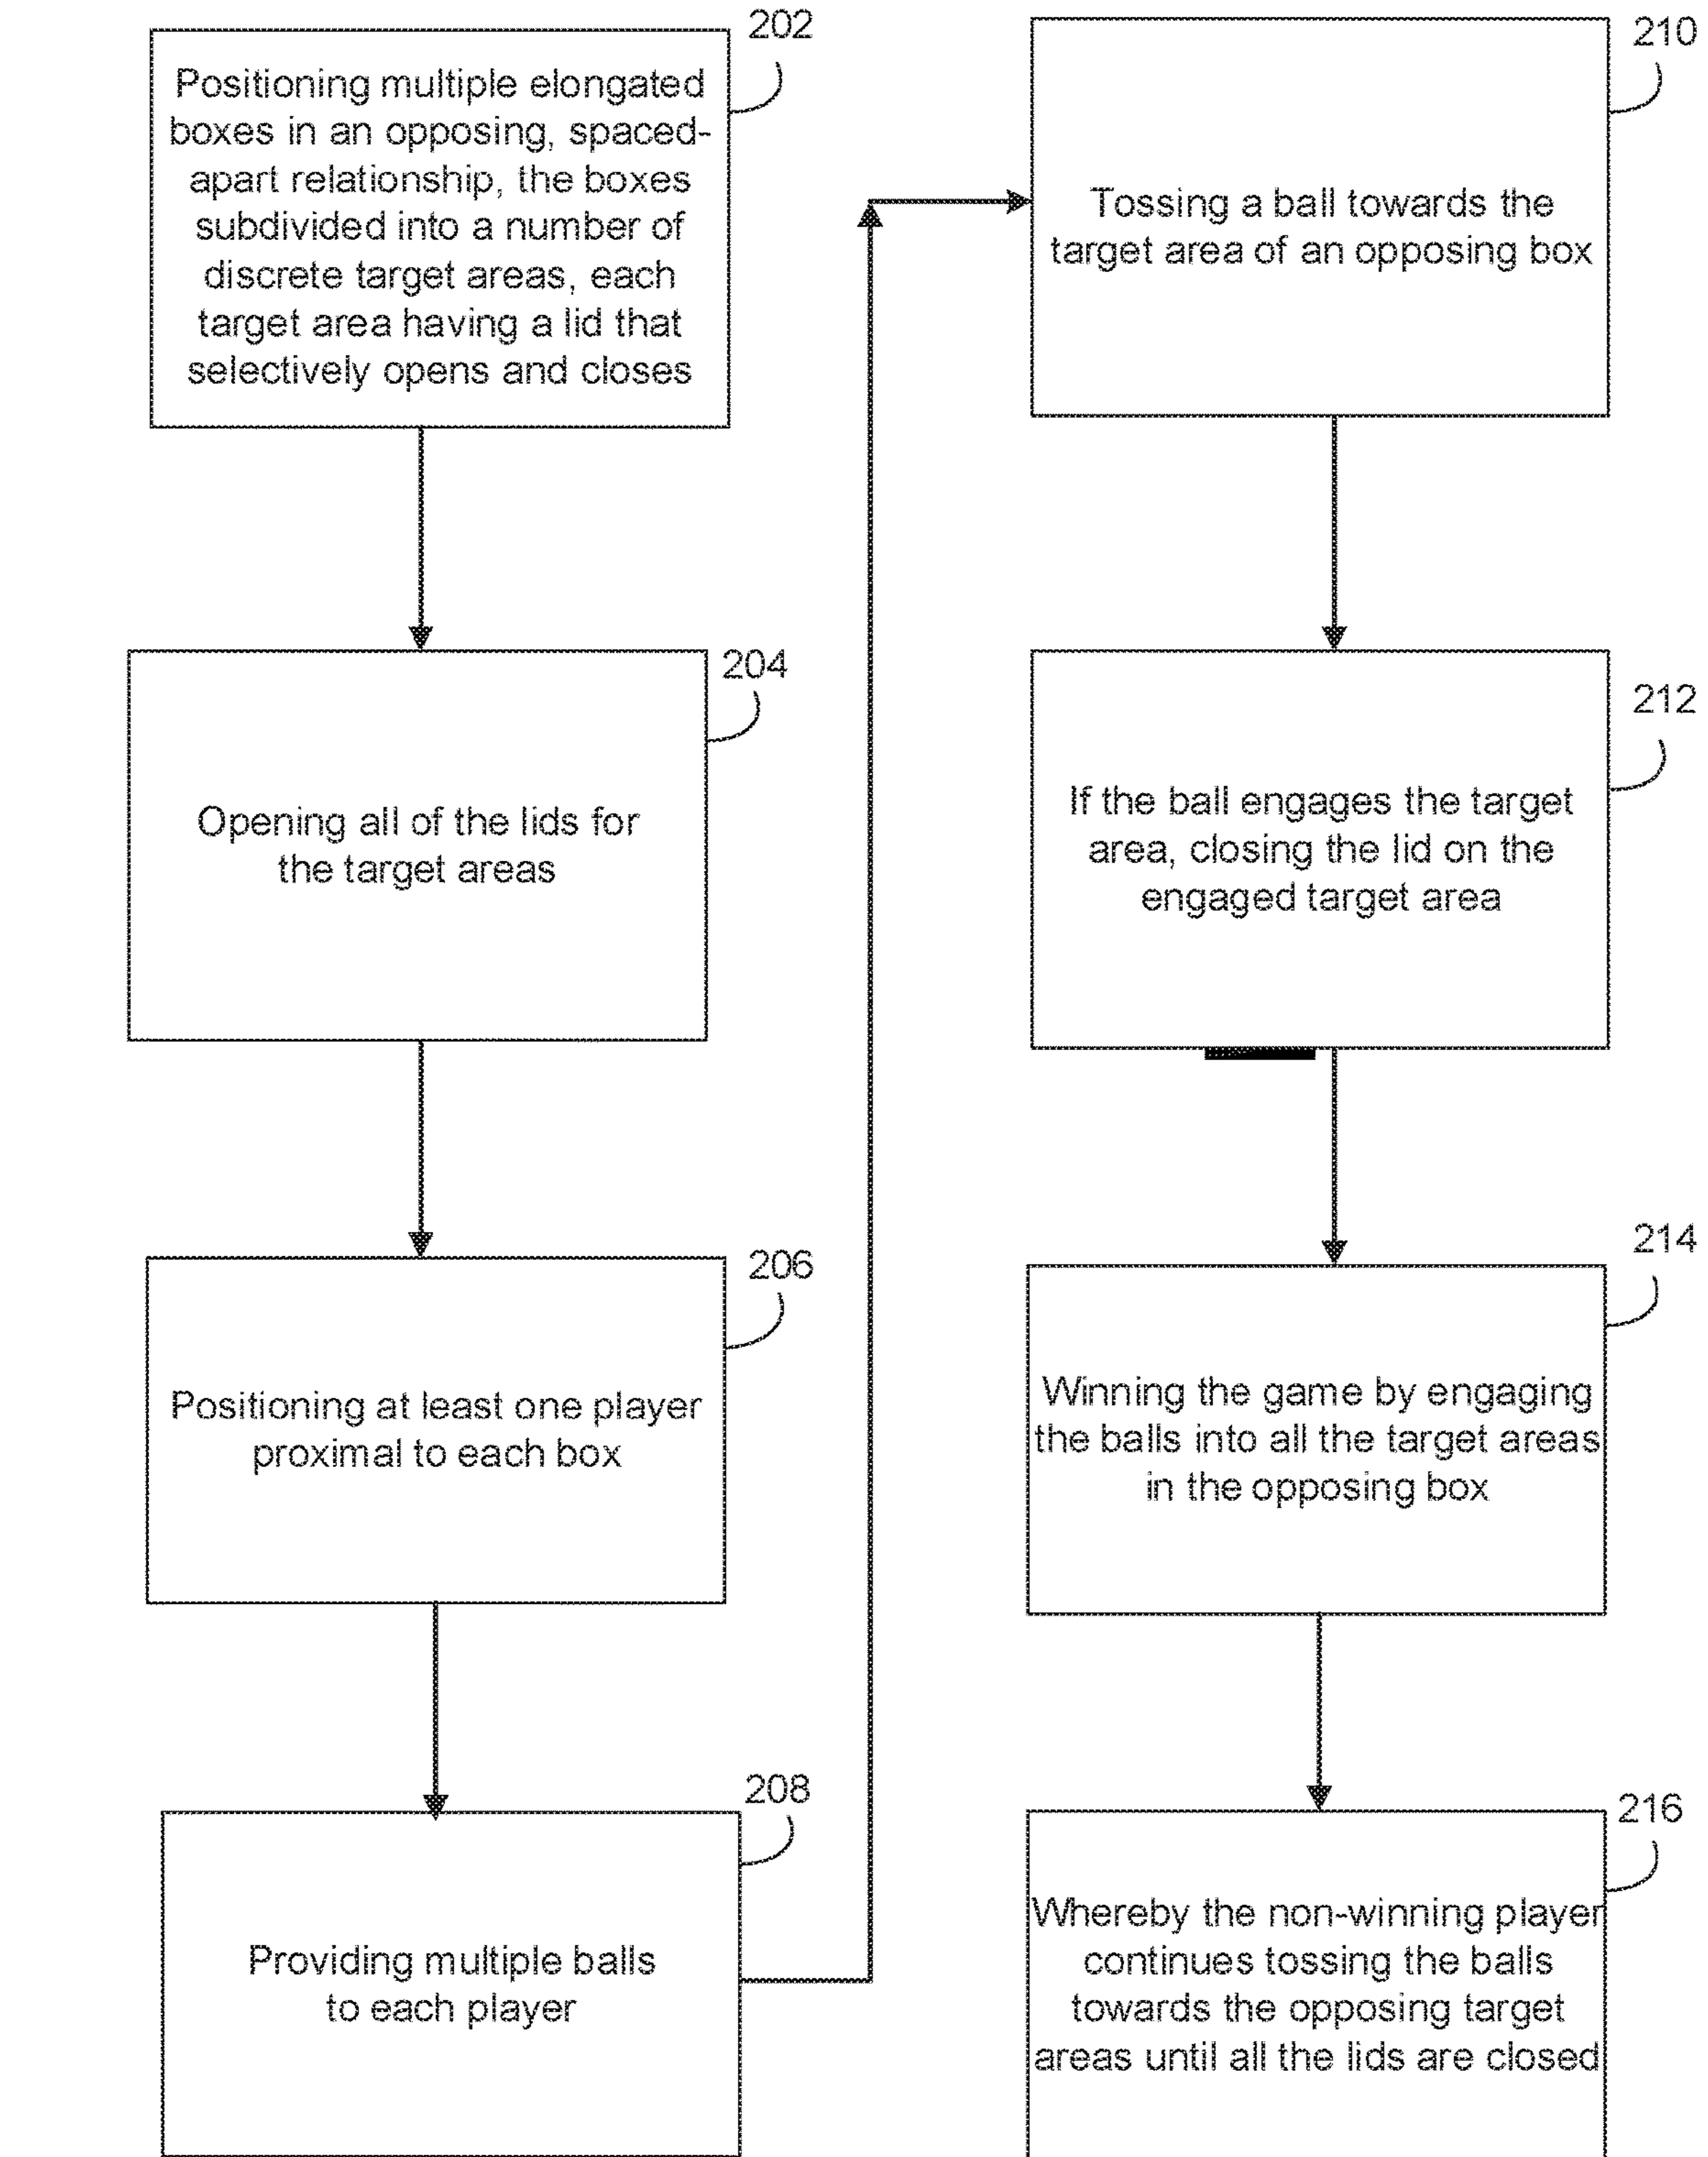 202
Positioning multiple elongated
boxes in an opposing, spaced-
apart relationship, the boxes
subdivided into a number of
discrete target areas, each
target area having a lid that
selectively opens and closes
204
Opening all of the lids for
the target areas
206
Positioning at least one player
proximal to each box
208
Providing multiple balls
to each player
210
Tossing a ball towards the
target area of an opposing box
212
If the ball engages the target
area, closing the lid on the
engaged target area
214
Winning the game by engaging
the balls into all the target areas
in the opposing box
216
Whereby the non-winning player
continues tossing the balls
towards the opposing target
areas until all the lids are closed